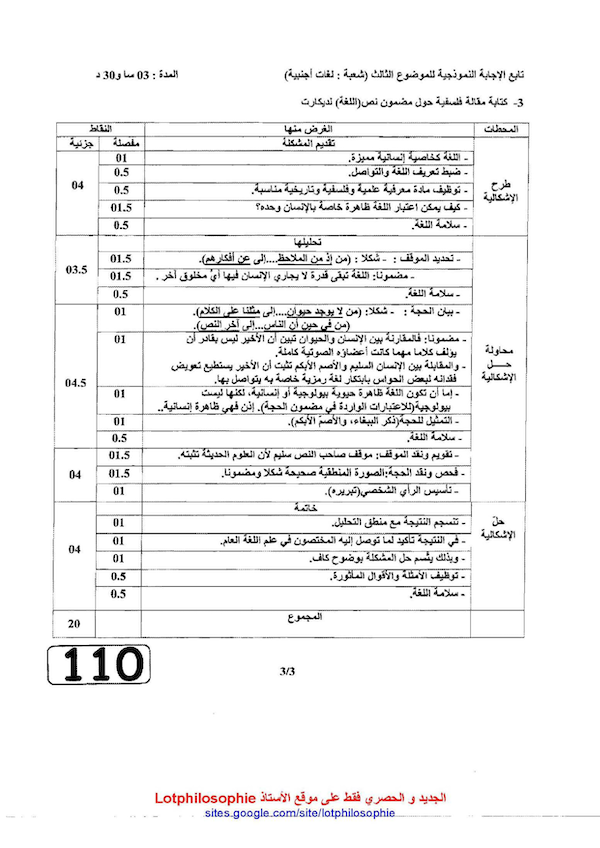 تابع الإجابة النموذجية للموضوع الثالث (شعبة : لغات أجنبية) المدة : 03 سا و30 د
3- كتابة مقالة فلسفية حول مضمون نص(اللغة) لديكارت
المحطات الغرض منها النقاط
تقديم المشكلة مفصلة جزئية
طرح الإشكالية
- اللغة كخاصية إنسانية مميزة. 01
- ضبط تعريف اللغة والتواصل. 0.5
- توظيف مادة معرفية علمية وفلسفية وتاريخية مناسبة. 0.5
- كيف يمكن اعتبار اللغة ظاهرة خاصة بالإنسان وحده؟ 01.5
- سلامة اللغة. 0.5
04
محاولة حــل الإشكالية
تحليلها
- تحديد الموقف : - شكلا : (من إذ من الملاحظ....إلى عن أفكارهم). 01.5
- مضمونا: اللغة تبقى قدرة لا يجاري الإنسان فيها أي مخلوق آخر . 01.5
- سلامة اللغة. 0.5
03.5
- بيان الحجة : - شكلا: (من لا يوجد حيوان....إلى مثلنا على الكلام). 01
(من في حين أن الناس...إلى آخر النص).
- مضمونا: فالمقارنة بين الإنسان والحيوان تبين أن الأخير ليس بقادر أن 01
يؤلف كلاما مهما كانت أعضاؤه الصوتية كاملة.
- والمقابلة بين الإنسان السليم والأصم الأبكم تثبت أن الأخير يستطيع تعويض
فقدانه لبعض الحواس بابتكار لغة رمزية خاصة به يتواصل بها.
- إما أن تكون اللغة ظاهرة حيوية بيولوجية أو إنسانية، لكنها ليست 01
بيولوجية(للاعتبارات الواردة في مضمون الحجة). إذن فهي ظاهرة إنسانية..
- التمثيل للحجة(ذكر الببغاء، والأصمّ الأبكم). 01
- سلامة اللغة. 0.5
04.5
- تقويم ونقد الموقف: موقف صاحب النص سليم لأن العلوم الحديثة تثبته. 01.5
- فحص ونقد الحجة:الصورة المنطقية صحيحة شكلا ومضمونا. 01.5
- تأسيس الرأي الشخصي(تبريره). 01
04
حلّ الإشكالية
خاتمة
- تنسجم النتيجة مع منطق التحليل. 01
- في النتيجة تأكيد لما توصل إليه المختصون في علم اللغة العام. 01
- وبذلك يتّسم حل المشكلة بوضوح كاف. 01
- توظيف الأمثلة والأقوال المأثورة. 0.5
- سلامة اللغة. 0.5
04
المجموع 20
110
3/3
الجديد و الحصري فقط على موقع الأستاذ Lotphilosophie
sites.google.com/site/lotphilosophie